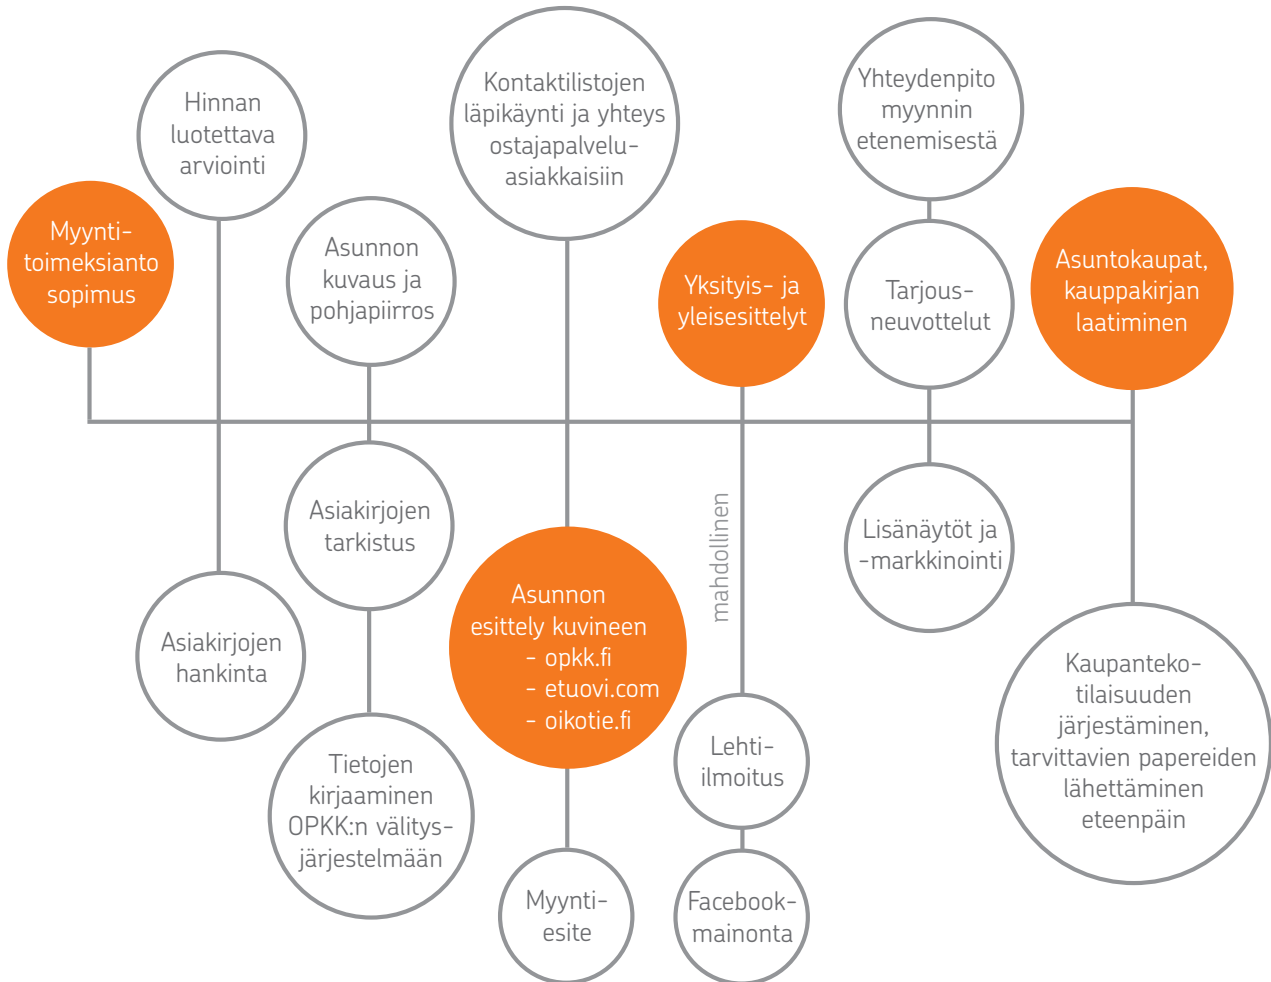 Myynti-
toimeksianto
sopimus
Hinnan
luotettava
arviointi
Asiakirjojen
hankinta
Asunnon
kuvaus ja
pohjapiirros
Asiakirjojen
tarkistus
Tietojen
kirjaaminen
OPKK:n välitys-
järjestelmään
Kontaktilistojen
läpikäynti ja yhteys
ostajapalvelu-
asiakkaisiin
Asunnon
esittely kuvineen
- opkk.fi
- etuovi.com
- oikotie.fi
Myynti-
esite
Yksityis- ja
yleisesittelyt
mahdollinen
Lehti-
ilmoitus
Facebook-
mainonta
Yhteydenpito
myynnin
etenemisestä
Tarjous-
neuvottelut
Lisänäytöt ja
-markkinointi
Asuntokaupat,
kauppakirjan
laatiminen
Kaupanteko-
tilaisuuden
järjestäminen,
tarvittavien papereiden
lähettäminen
eteenpäin